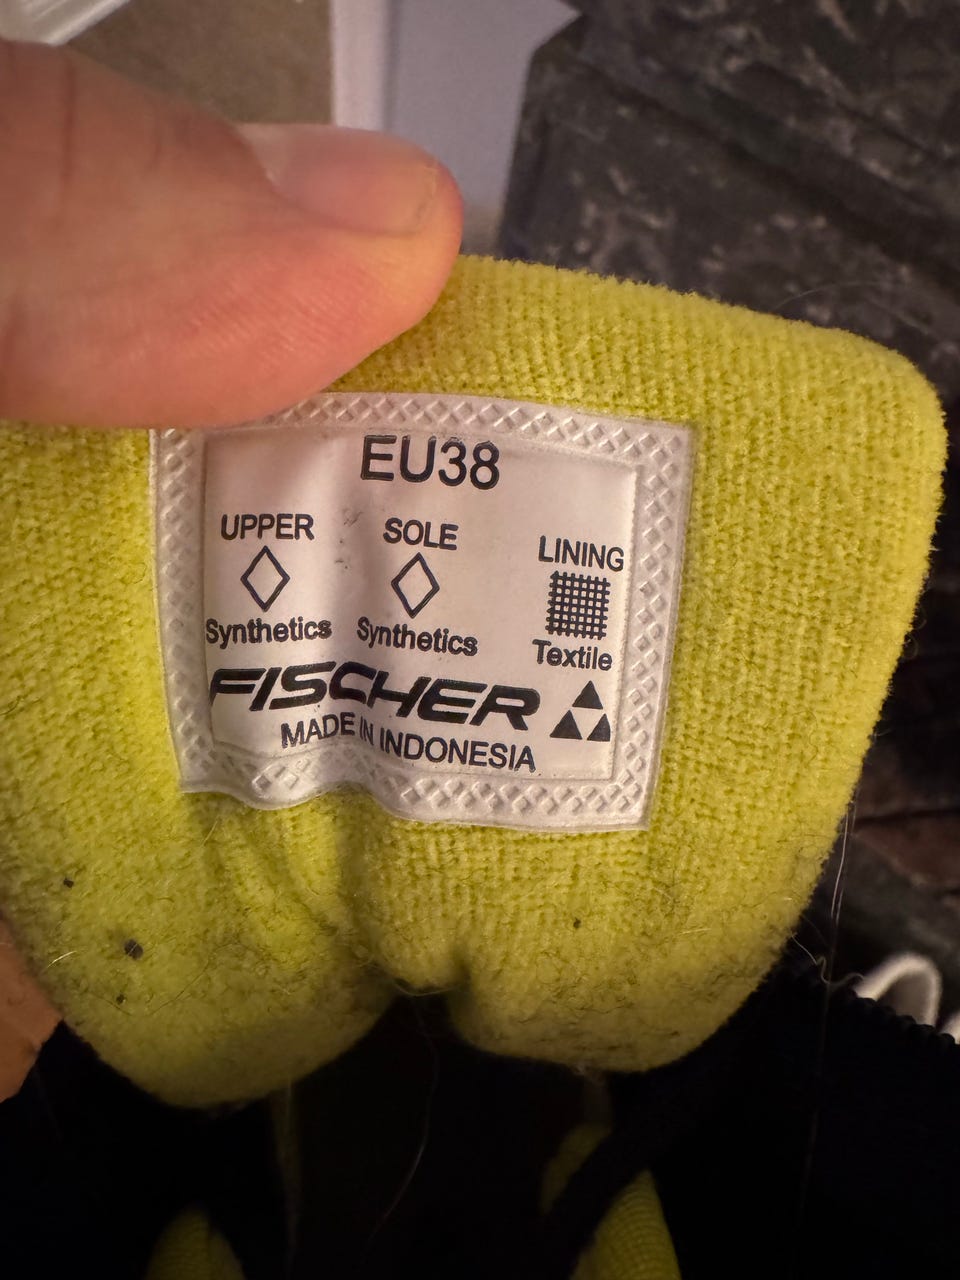 EU38
UPPER SOLE LINING
Synthetics Synthetics Textile
FISCHER
MADE IN INDONESIA